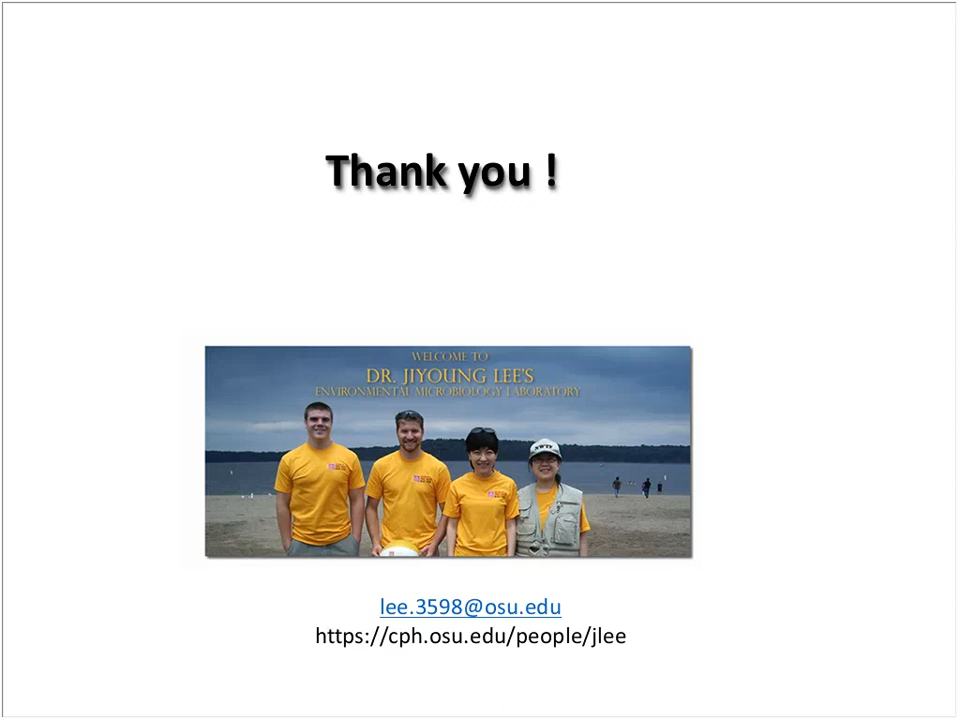 Thank you !
WELCOME TO
DR. JIYOUNG LEE'S
ENVIRONMENTAL MICROBIOLOGY LABORATORY
lee.3598@osu.edu
https://cph.osu.edu/people/jlee